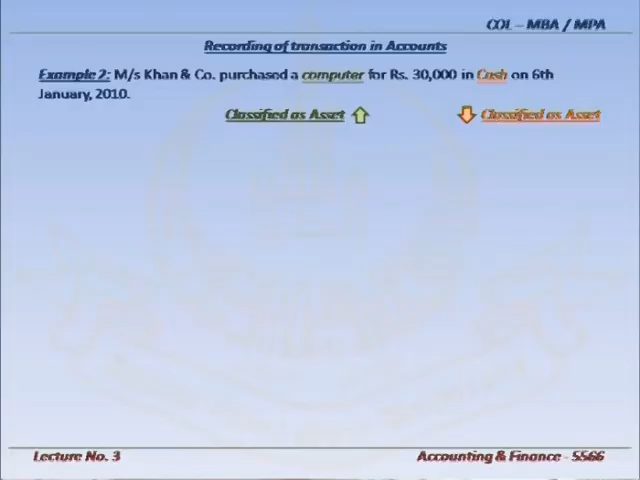 COL – MBA / MPA
Recording of transaction in Accounts
Example 2: M/s Khan & Co. purchased a computer for Rs. 30,000 in Cash on 6th
January, 2010.
Classified as Asset Classified as Asset
Lecture No. 3 Accounting & Finance - 5566